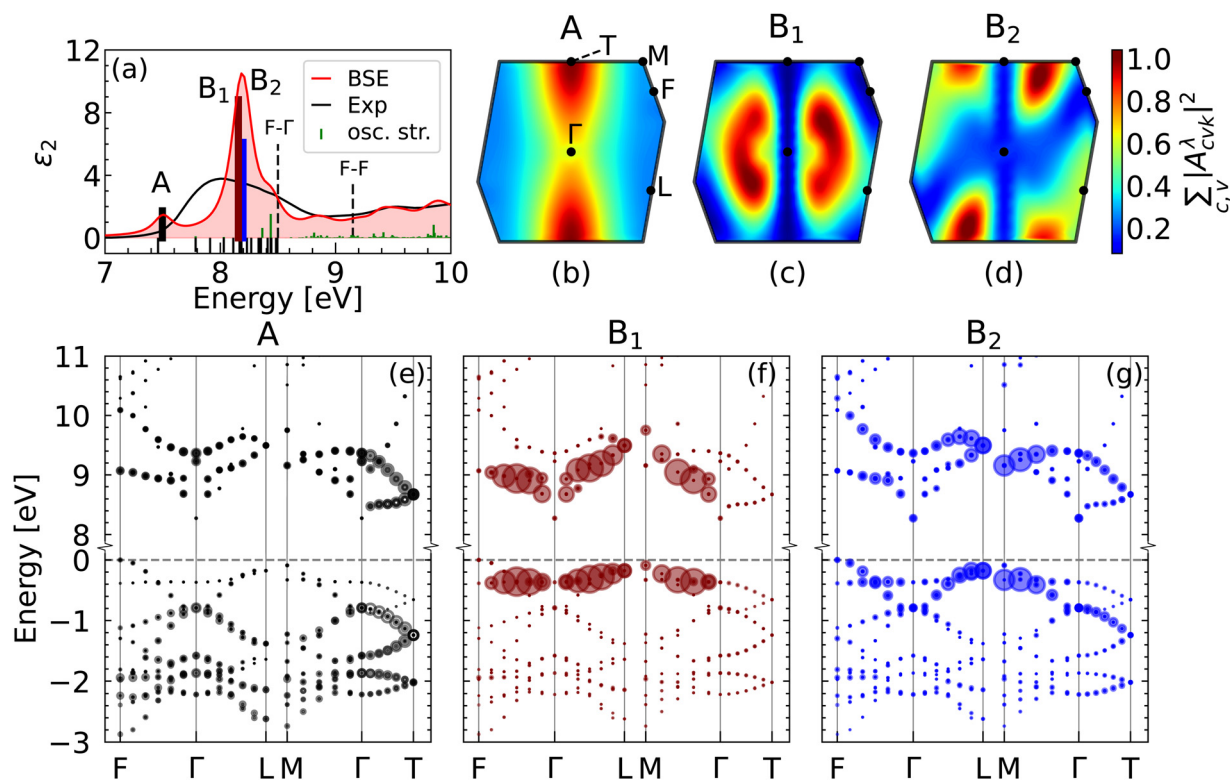 (a)
12
8
4
0
ε₂
BSE
Exp
osc. str.
A
B₁
B₂
F-Γ
F-F
7
8
9
10
Energy [eV]
A
T
M
F
Γ
L
(b)
B₁
(c)
B₂
(d)
1.0
0.8
0.6
0.4
0.2
∑c,v|Aλcvk|²
A
B₁
B₂
(e)
(f)
(g)
Energy [eV]
11
10
9
8
0
−1
−2
−3
F
Γ
L
M
Γ
T
F
Γ
L
M
Γ
T
F
Γ
L
M
Γ
T